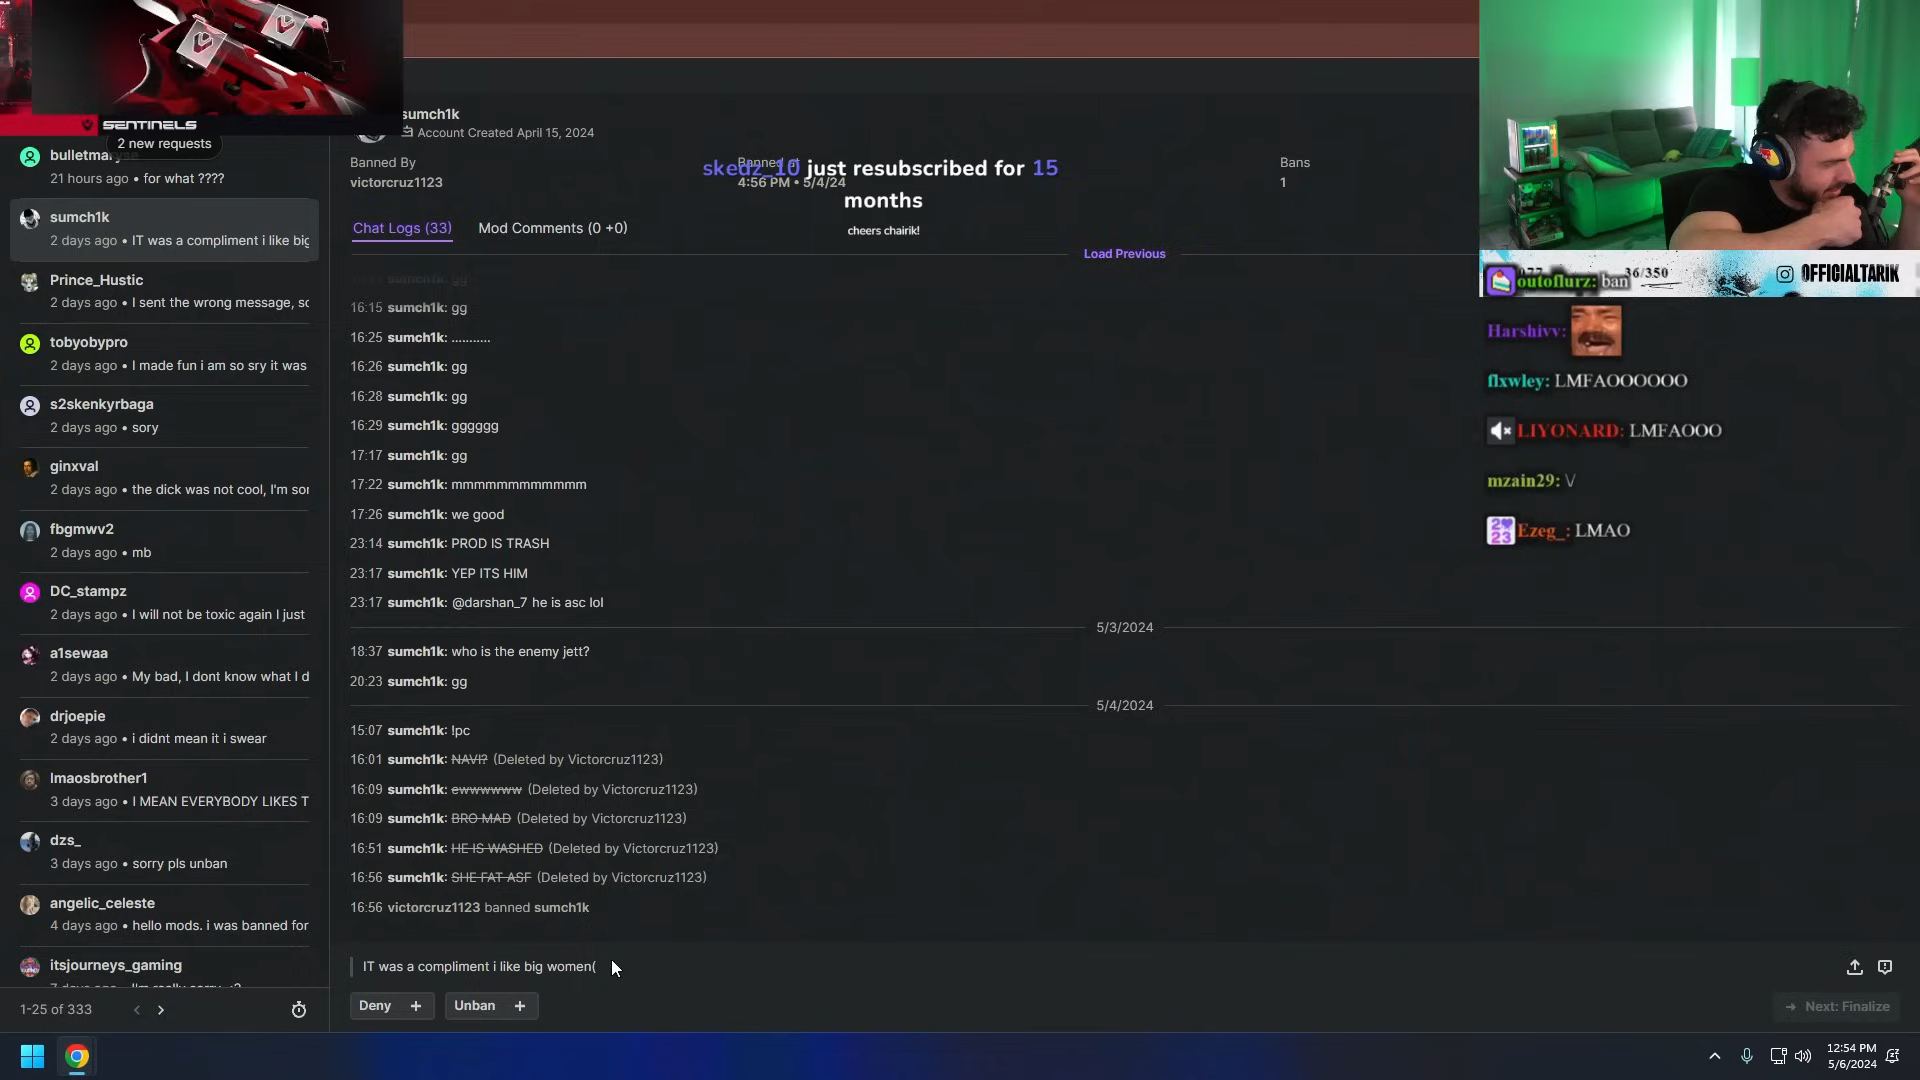 SENTINELS
2 new requests
bulletmaryse
21 hours ago • for what ????
sumch1k
2 days ago • IT was a compliment i like big
Prince_Hustic
2 days ago • I sent the wrong message, so
tobyobypro
2 days ago • I made fun i am so sry it was
s2skenkyrbaga
2 days ago • sory
ginxval
2 days ago • the dick was not cool, I'm sor
fbgmwv2
2 days ago • mb
DC_stampz
2 days ago • I will not be toxic again I just
a1sewaa
2 days ago • My bad, I dont know what I d
drjoepie
2 days ago • i didnt mean it i swear
lmaosbrother1
3 days ago • I MEAN EVERYBODY LIKES T
dzs_
3 days ago • sorry pls unban
angelic_celeste
4 days ago • hello mods. i was banned for
itsjourneys_gaming
1-25 of 333
sumch1k
Account Created April 15, 2024
Banned By
victorcruz1123
Banned at
4:56 PM • 5/4/24
Bans
1
skedz_10 just resubscribed for 15
months
cheers chairik!
Chat Logs (33) Mod Comments (0 +0)
Load Previous
sumch1k: gg
16:15 sumch1k: gg
16:25 sumch1k: ...........
16:26 sumch1k: gg
16:28 sumch1k: gg
16:29 sumch1k: gggggg
17:17 sumch1k: gg
17:22 sumch1k: mmmmmmmmmmmm
17:26 sumch1k: we good
23:14 sumch1k: PROD IS TRASH
23:17 sumch1k: YEP ITS HIM
23:17 sumch1k: @darshan_7 he is asc lol
5/3/2024
18:37 sumch1k: who is the enemy jett?
20:23 sumch1k: gg
5/4/2024
15:07 sumch1k: !pc
16:01 sumch1k: NAVI? (Deleted by Victorcruz1123)
16:09 sumch1k: ewwwwww (Deleted by Victorcruz1123)
16:09 sumch1k: BRO MAD (Deleted by Victorcruz1123)
16:51 sumch1k: HE IS WASHED (Deleted by Victorcruz1123)
16:56 sumch1k: SHE FAT ASF (Deleted by Victorcruz1123)
16:56 victorcruz1123 banned sumch1k
IT was a compliment i like big women(
Deny + Unban +
Next: Finalize
36/350
OFFICIALTARIK
outoflurz: ban
Harshivv:
flxwley: LMFAOOOOOO
LIYONARD: LMFAOOO
mzain29: \/
2 23 Ezeg_: LMAO
12:54 PM
5/6/2024